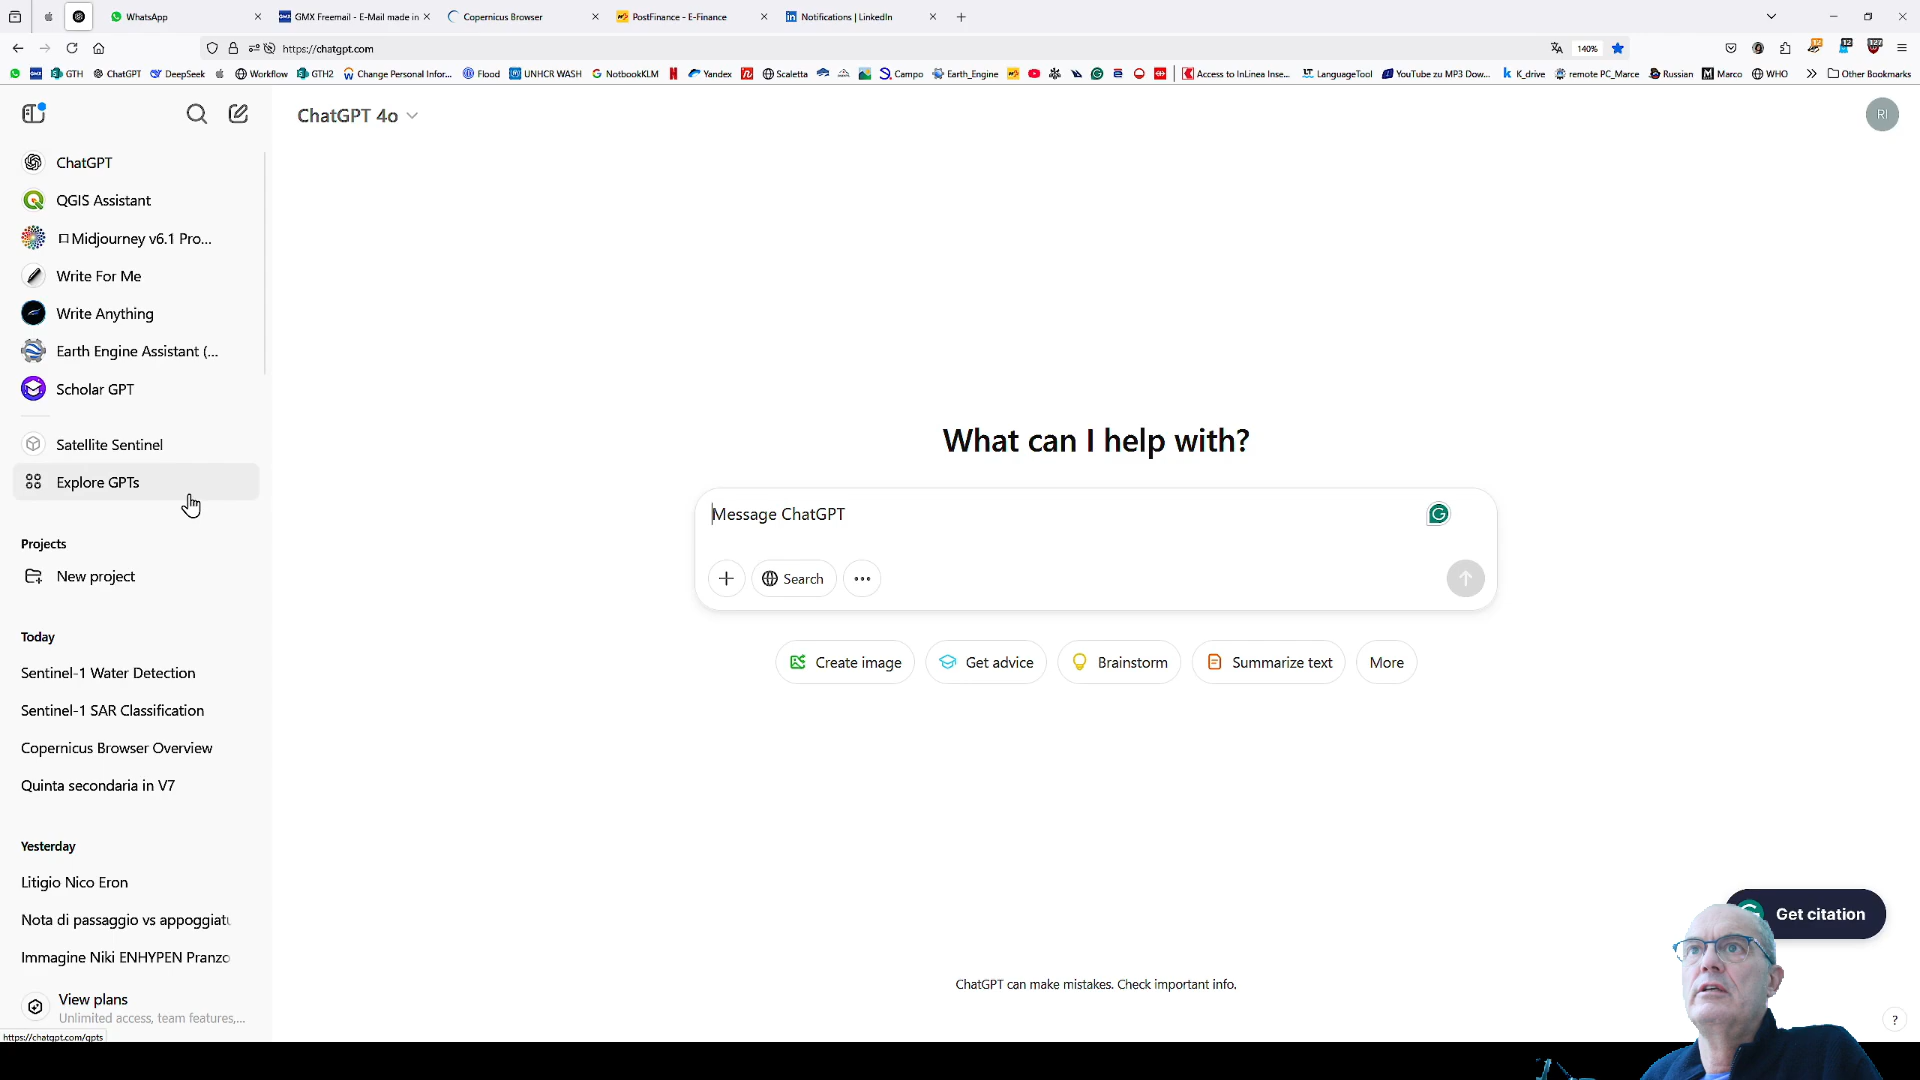 WhatsApp
GMX Freemail - E-Mail made in
Copernicus Browser
PostFinance - E-Finance
Notifications | LinkedIn
https://chatgpt.com
140%
12
12
127
GTH
ChatGPT
DeepSeek
Workflow
GTH2
Change Personal Infor...
Flood
UNHCR WASH
NotbookKLM
Yandex
Scaletta
Campo
Earth_Engine
Access to InLinea Inse...
LanguageTool
YouTube zu MP3 Dow...
K_drive
remote PC_Marce
Russian
Marco
WHO
Other Bookmarks
ChatGPT 4o
RI
ChatGPT
QGIS Assistant
Midjourney v6.1 Pro...
Write For Me
Write Anything
Earth Engine Assistant (...
Scholar GPT
Satellite Sentinel
Explore GPTs
Projects
New project
Today
Sentinel-1 Water Detection
Sentinel-1 SAR Classification
Copernicus Browser Overview
Quinta secondaria in V7
Yesterday
Litigio Nico Eron
Nota di passaggio vs appoggiatu
Immagine Niki ENHYPEN Pranzo
View plans
Unlimited access, team features,...
https://chatgpt.com/gpts
What can I help with?
Message ChatGPT
Search
Create image
Get advice
Brainstorm
Summarize text
More
Get citation
ChatGPT can make mistakes. Check important info.
?